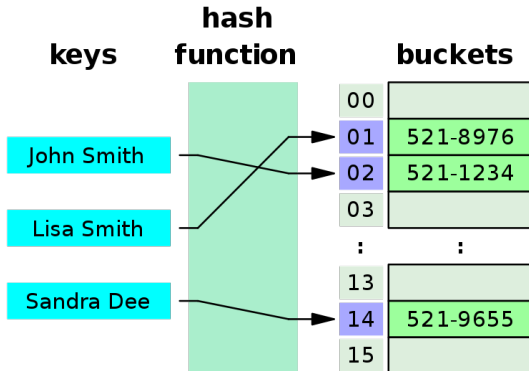 hash
keys function buckets
00
John Smith 01 521-8976
02 521-1234
Lisa Smith 03
: :
13
Sandra Dee 14 521-9655
15